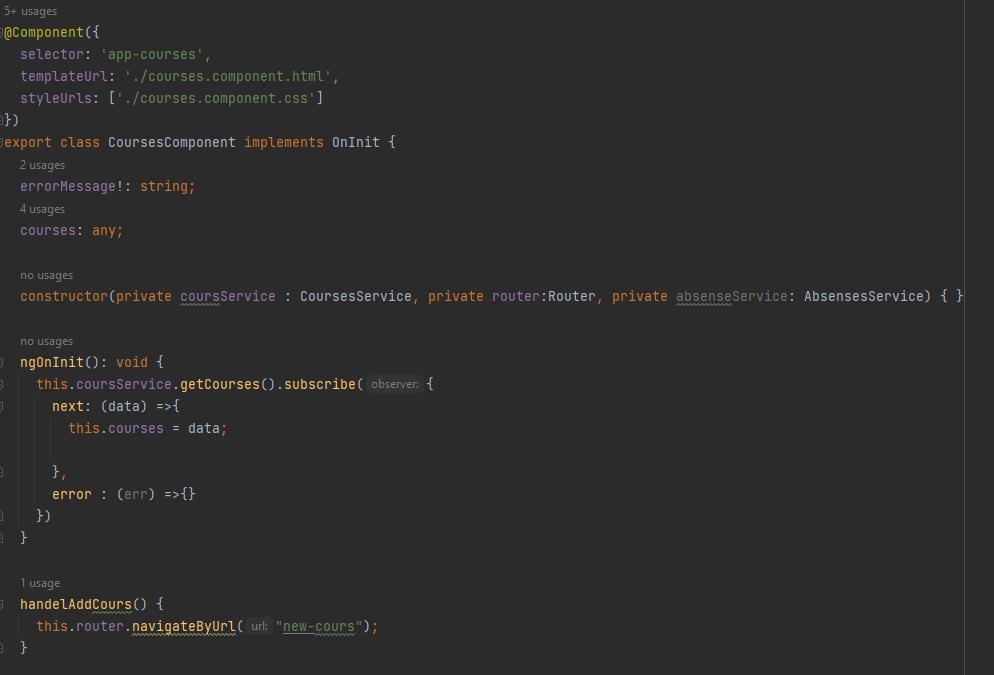 5+ usages
@Component({
  selector: 'app-courses',
  templateUrl: './courses.component.html',
  styleUrls: ['./courses.component.css']
})
export class CoursesComponent implements OnInit {
  2 usages
  errorMessage!: string;
  4 usages
  courses: any;
  no usages
  constructor(private coursService : CoursesService, private router:Router, private absenseService: AbsensesService) { }
  no usages
  ngOnInit(): void {
    this.coursService.getCourses().subscribe( observer: {
      next: (data) =>{
        this.courses = data;
      },
      error : (err) =>{}
    })
  }
  1 usage
  handelAddCours() {
    this.router.navigateByUrl( url: "new-cours");
  }